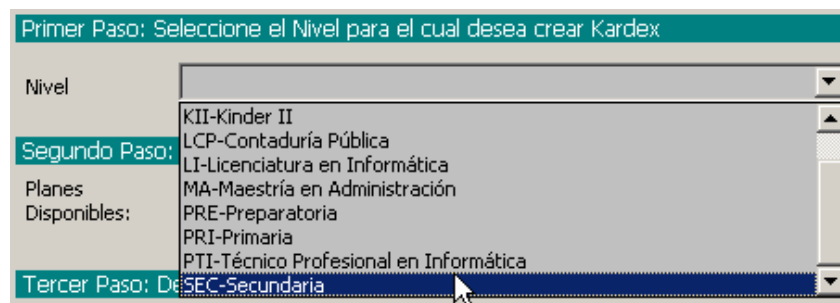 Primer Paso: Seleccione el Nivel para el cual desea crear Kardex
Nivel
KII-Kinder II
LCP-Contaduría Pública
LI-Licenciatura en Informática
MA-Maestría en Administración
PRE-Preparatoria
PRI-Primaria
PTI-Técnico Profesional en Informática
SEC-Secundaria
Segundo Paso:
Planes
Disponibles:
Tercer Paso: De